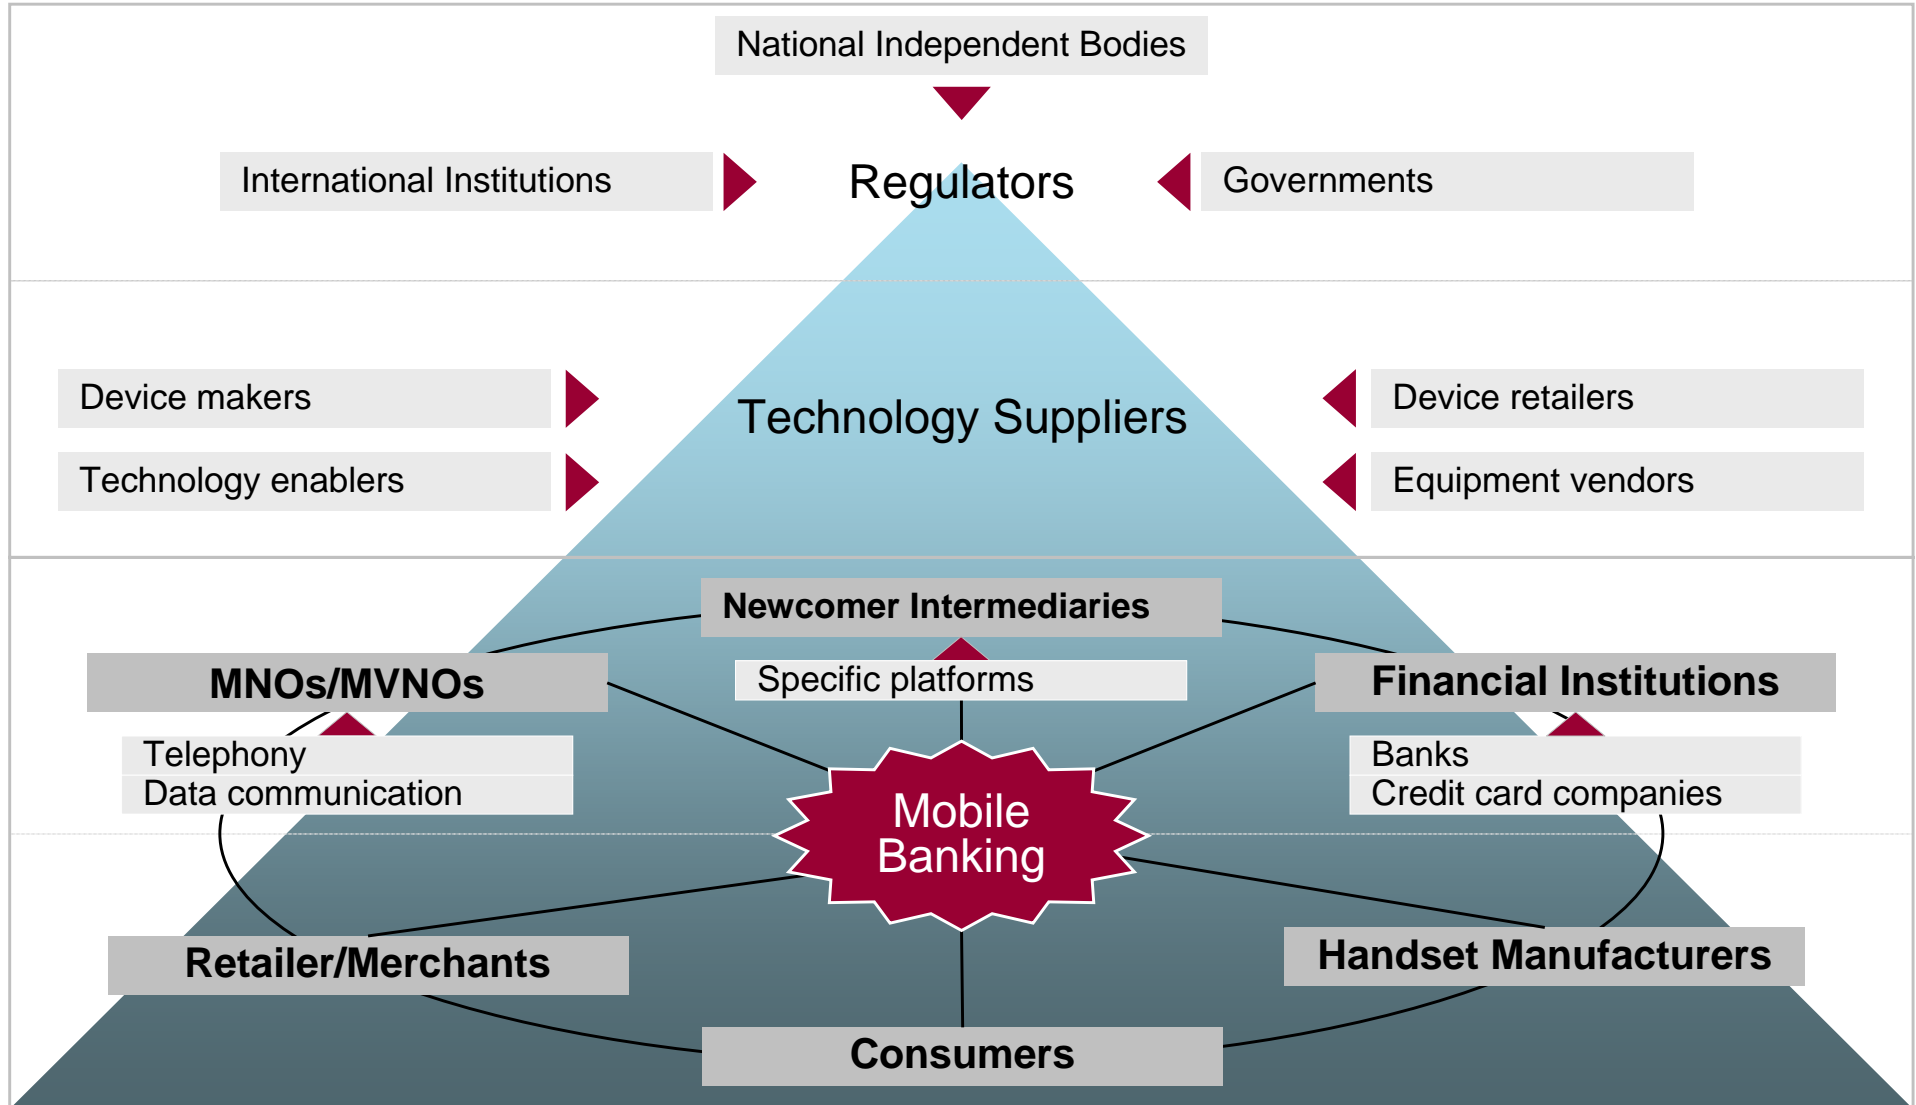 National Independent Bodies
International Institutions
Regulators
Governments
Device makers
Technology Suppliers
Device retailers
Technology enablers
Equipment vendors
Newcomer Intermediaries
MNOs/MVNOs
Specific platforms
Financial Institutions
Telephony
Data communication
Banks
Credit card companies
Mobile
Banking
Retailer/Merchants
Handset Manufacturers
Consumers